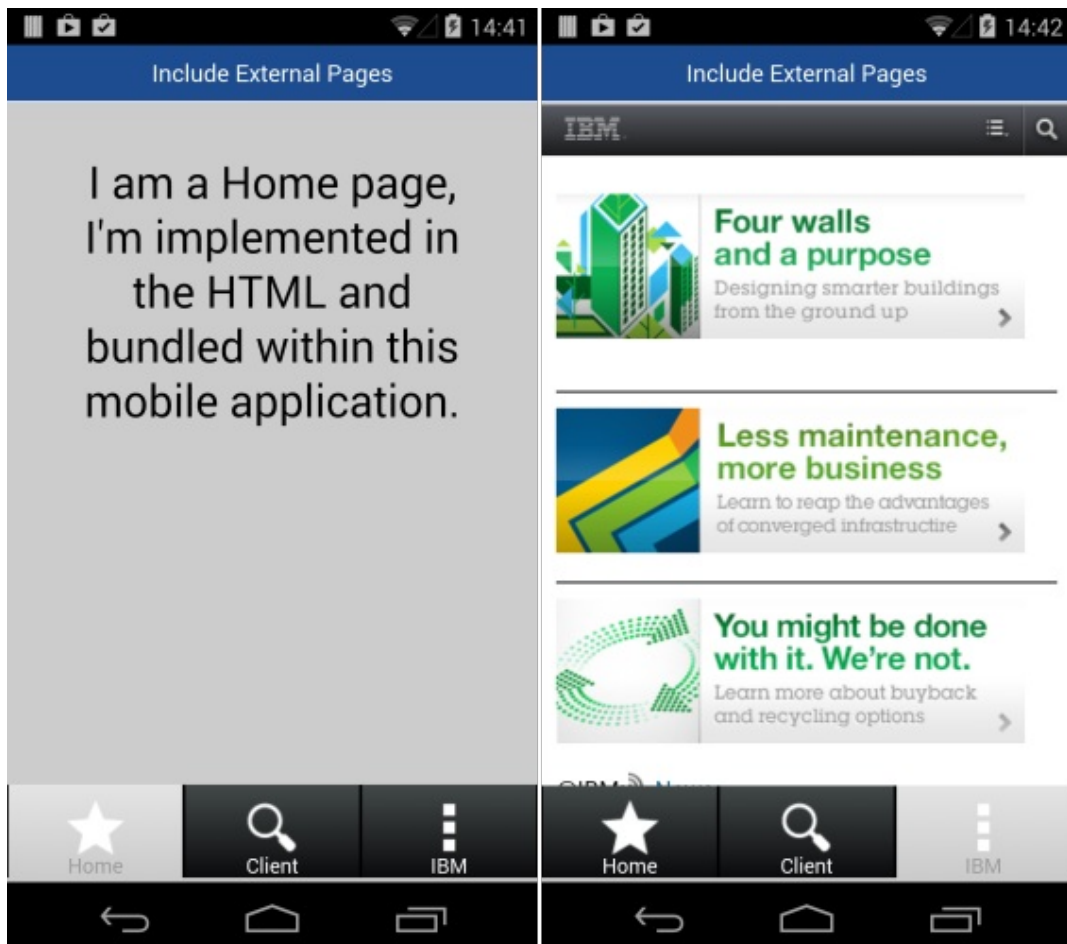 14:41
Include External Pages
I am a Home page,
I'm implemented in
the HTML and
bundled within this
mobile application.
Home
Client
IBM
14:42
Include External Pages
IBM
Four walls
and a purpose
Designing smarter buildings
from the ground up
Less maintenance,
more business
Learn to reap the advantages
of converged infrastructire
You might be done
with it. We're not.
Learn more about buyback
and recycling options
Home
Client
IBM